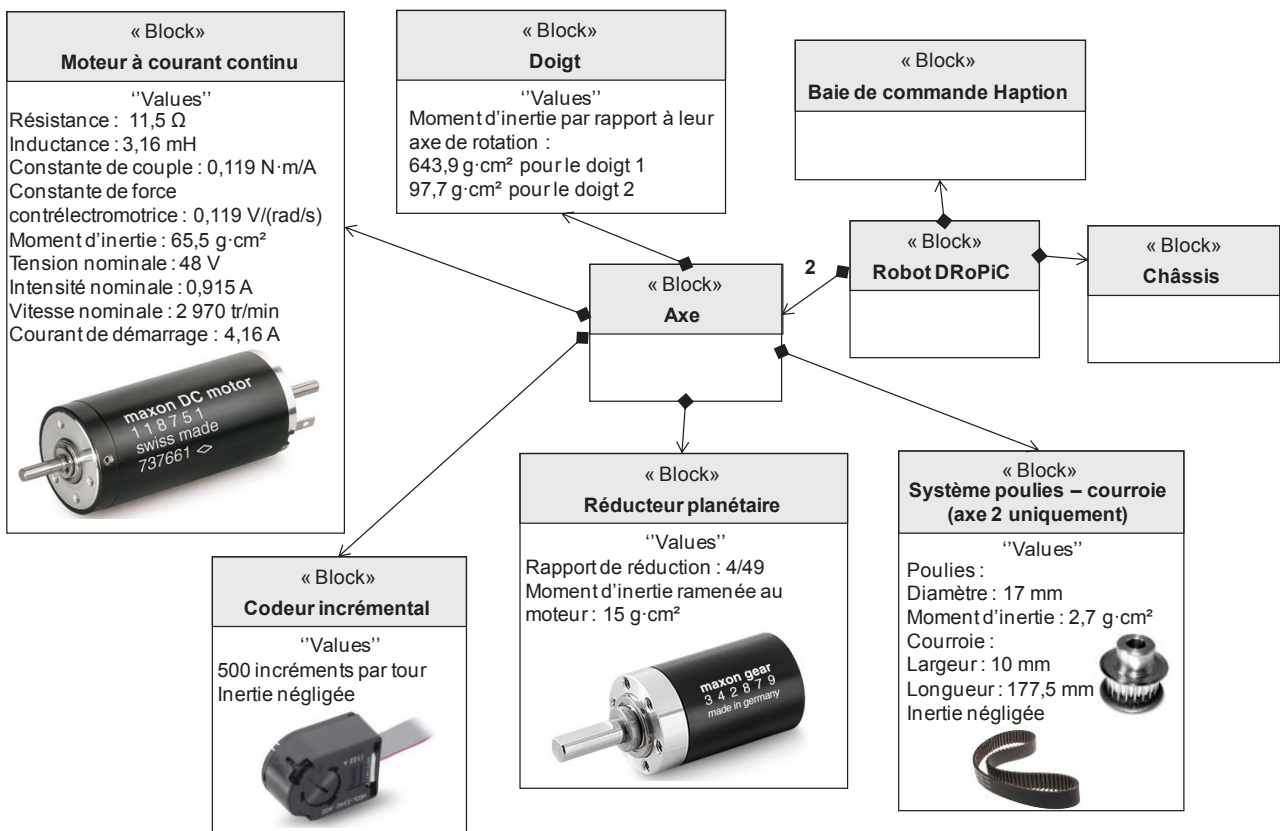 « Block»
Moteur à courant continu
‘‘Values’’
Résistance : 11,5 Ω
Inductance : 3,16 mH
Constante de couple : 0,119 N·m/A
Constante de force
contrélectromotrice : 0,119 V/(rad/s)
Moment d’inertie : 65,5 g·cm²
Tension nominale : 48 V
Intensité nominale : 0,915 A
Vitesse nominale : 2 970 tr/min
Courant de démarrage : 4,16 A
maxon DC motor
118751
swiss made
737661
« Block»
Doigt
‘‘Values’’
Moment d’inertie par rapport à leur
axe de rotation :
643,9 g·cm² pour le doigt 1
97,7 g·cm² pour le doigt 2
« Block»
Baie de commande Haption
« Block»
Axe
2
« Block»
Robot DRoPiC
« Block»
Châssis
« Block»
Codeur incrémental
‘‘Values’’
500 incréments par tour
Inertie négligée
« Block»
Réducteur planétaire
‘‘Values’’
Rapport de réduction : 4/49
Moment d’inertie ramenée au
moteur : 15 g·cm²
maxon gear
342879
made in germany
« Block»
Système poulies – courroie
(axe 2 uniquement)
‘‘Values’’
Poulies :
Diamètre : 17 mm
Moment d’inertie : 2,7 g·cm²
Courroie :
Largeur : 10 mm
Longueur : 177,5 mm
Inertie négligée